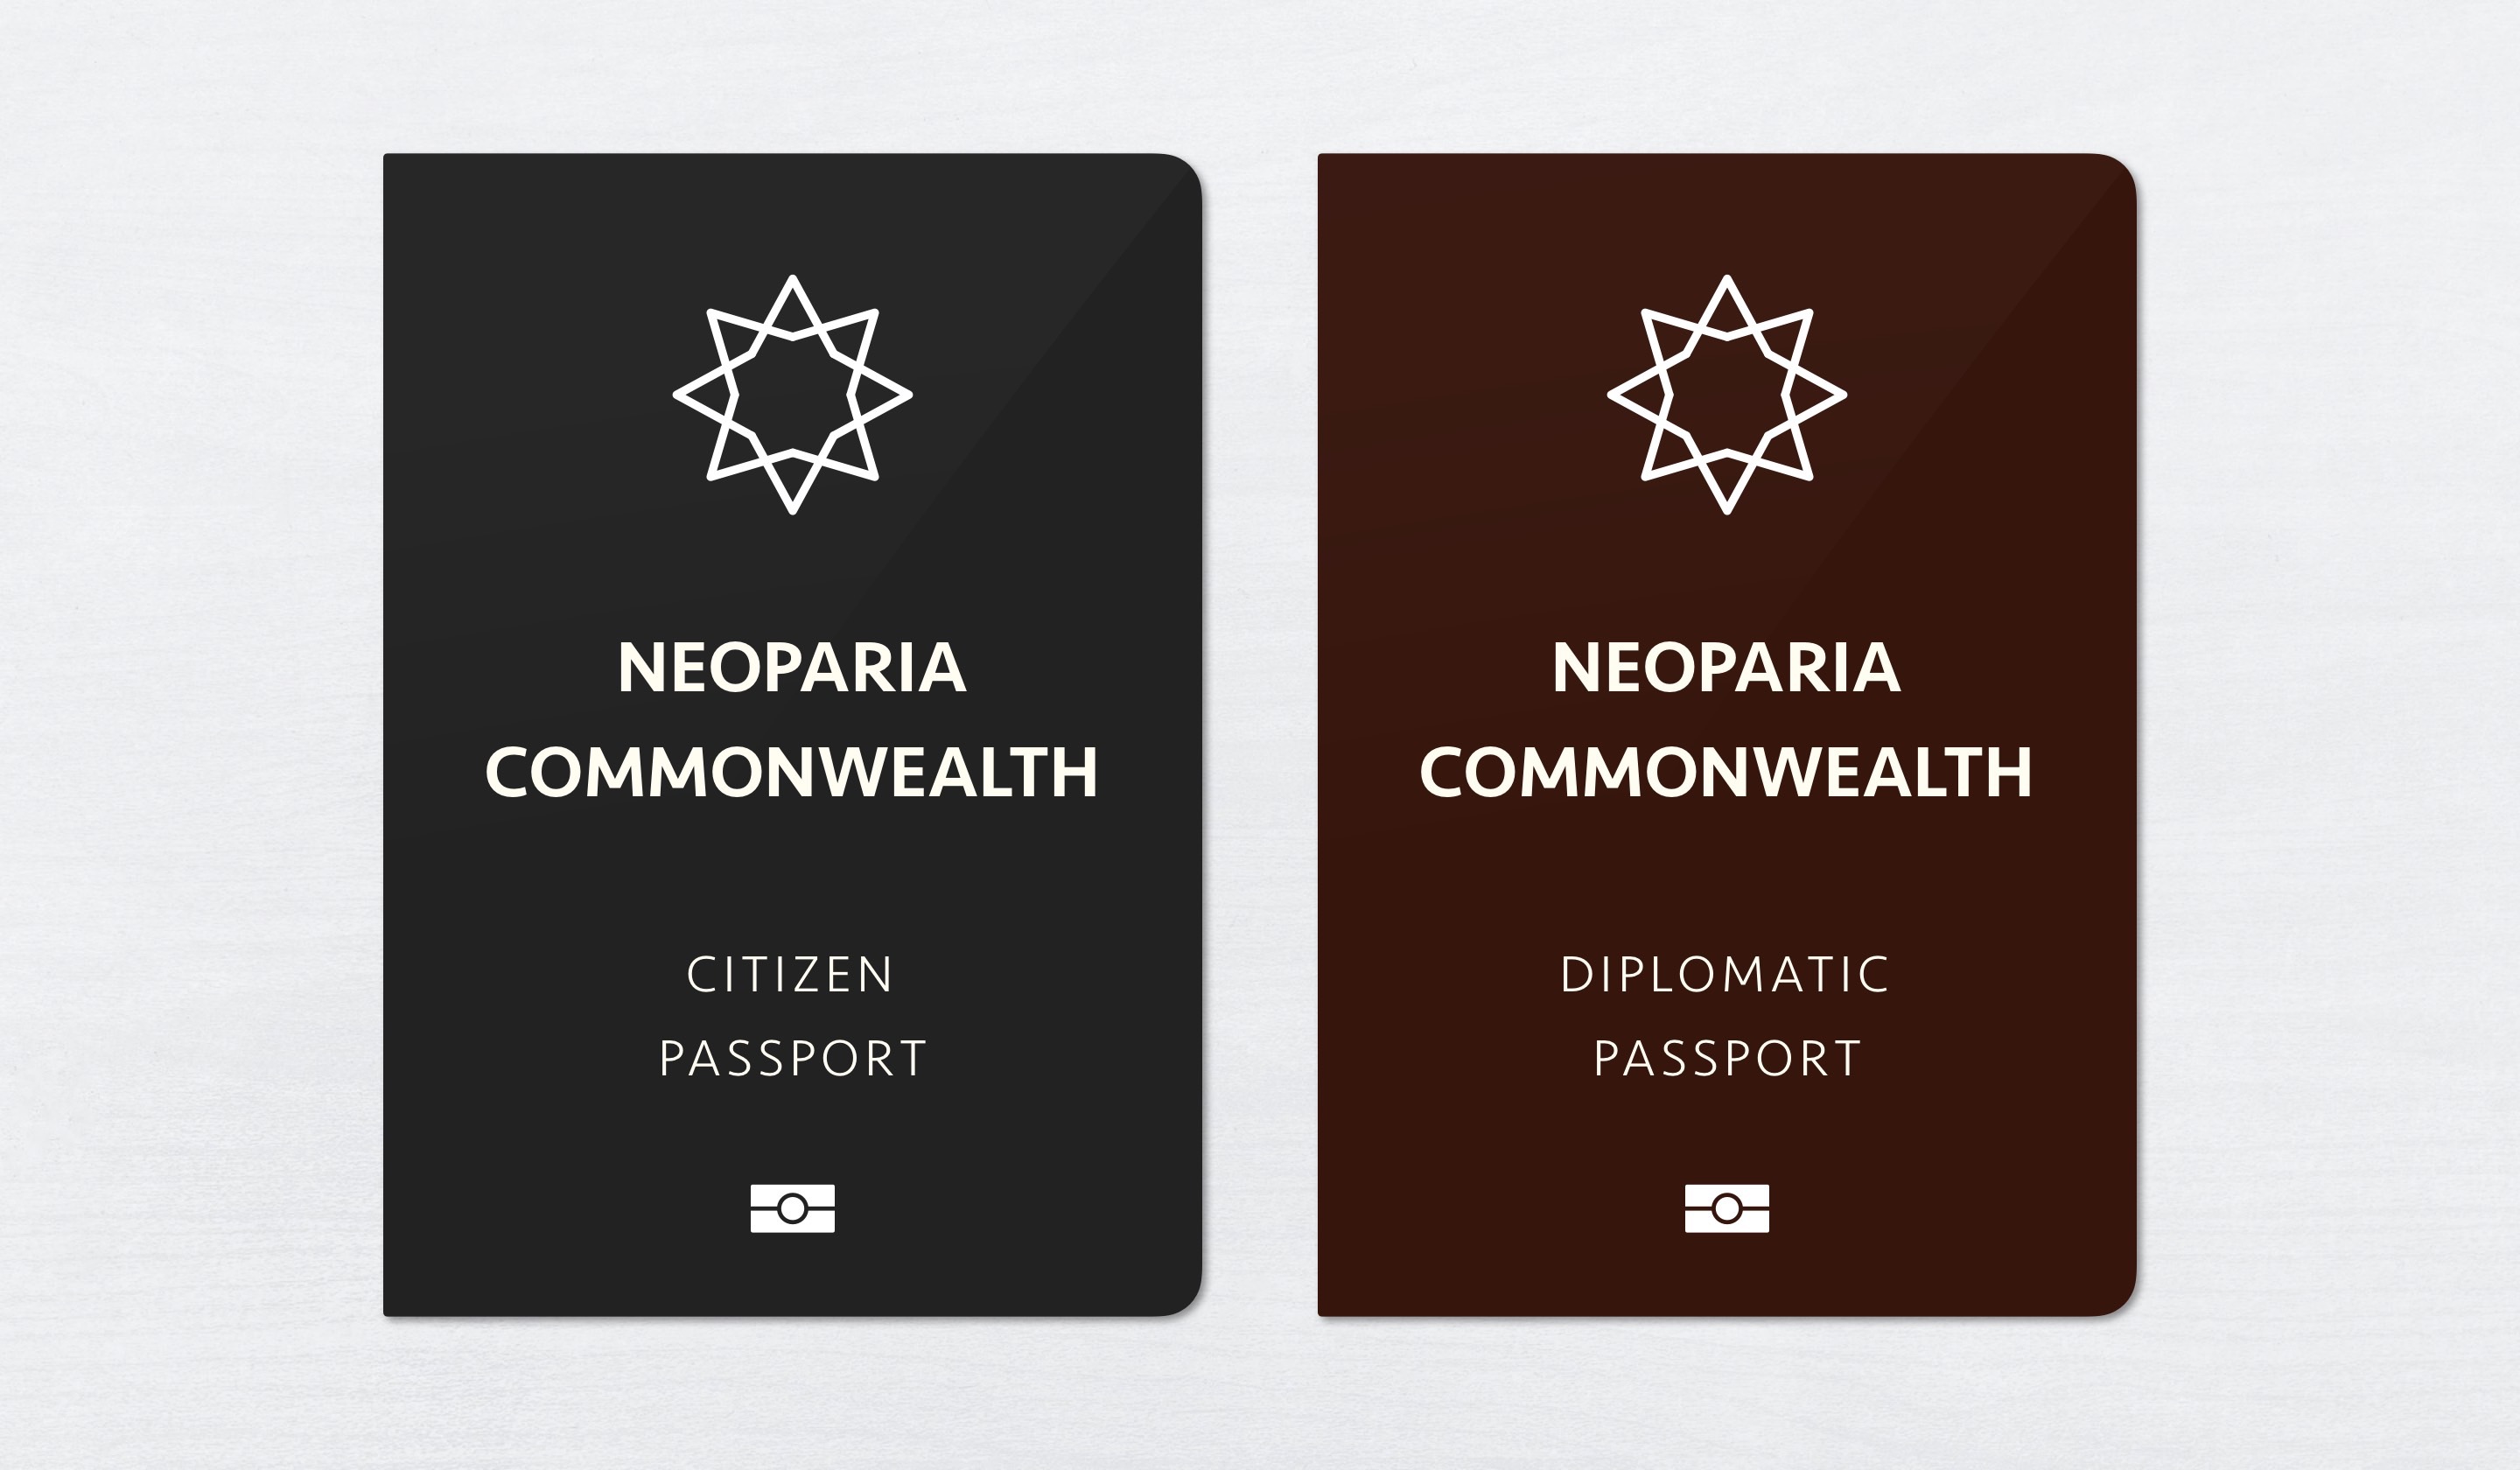 NEOPARIA
COMMONWEALTH
CITIZEN
PASSPORT
NEOPARIA
COMMONWEALTH
DIPLOMATIC
PASSPORT